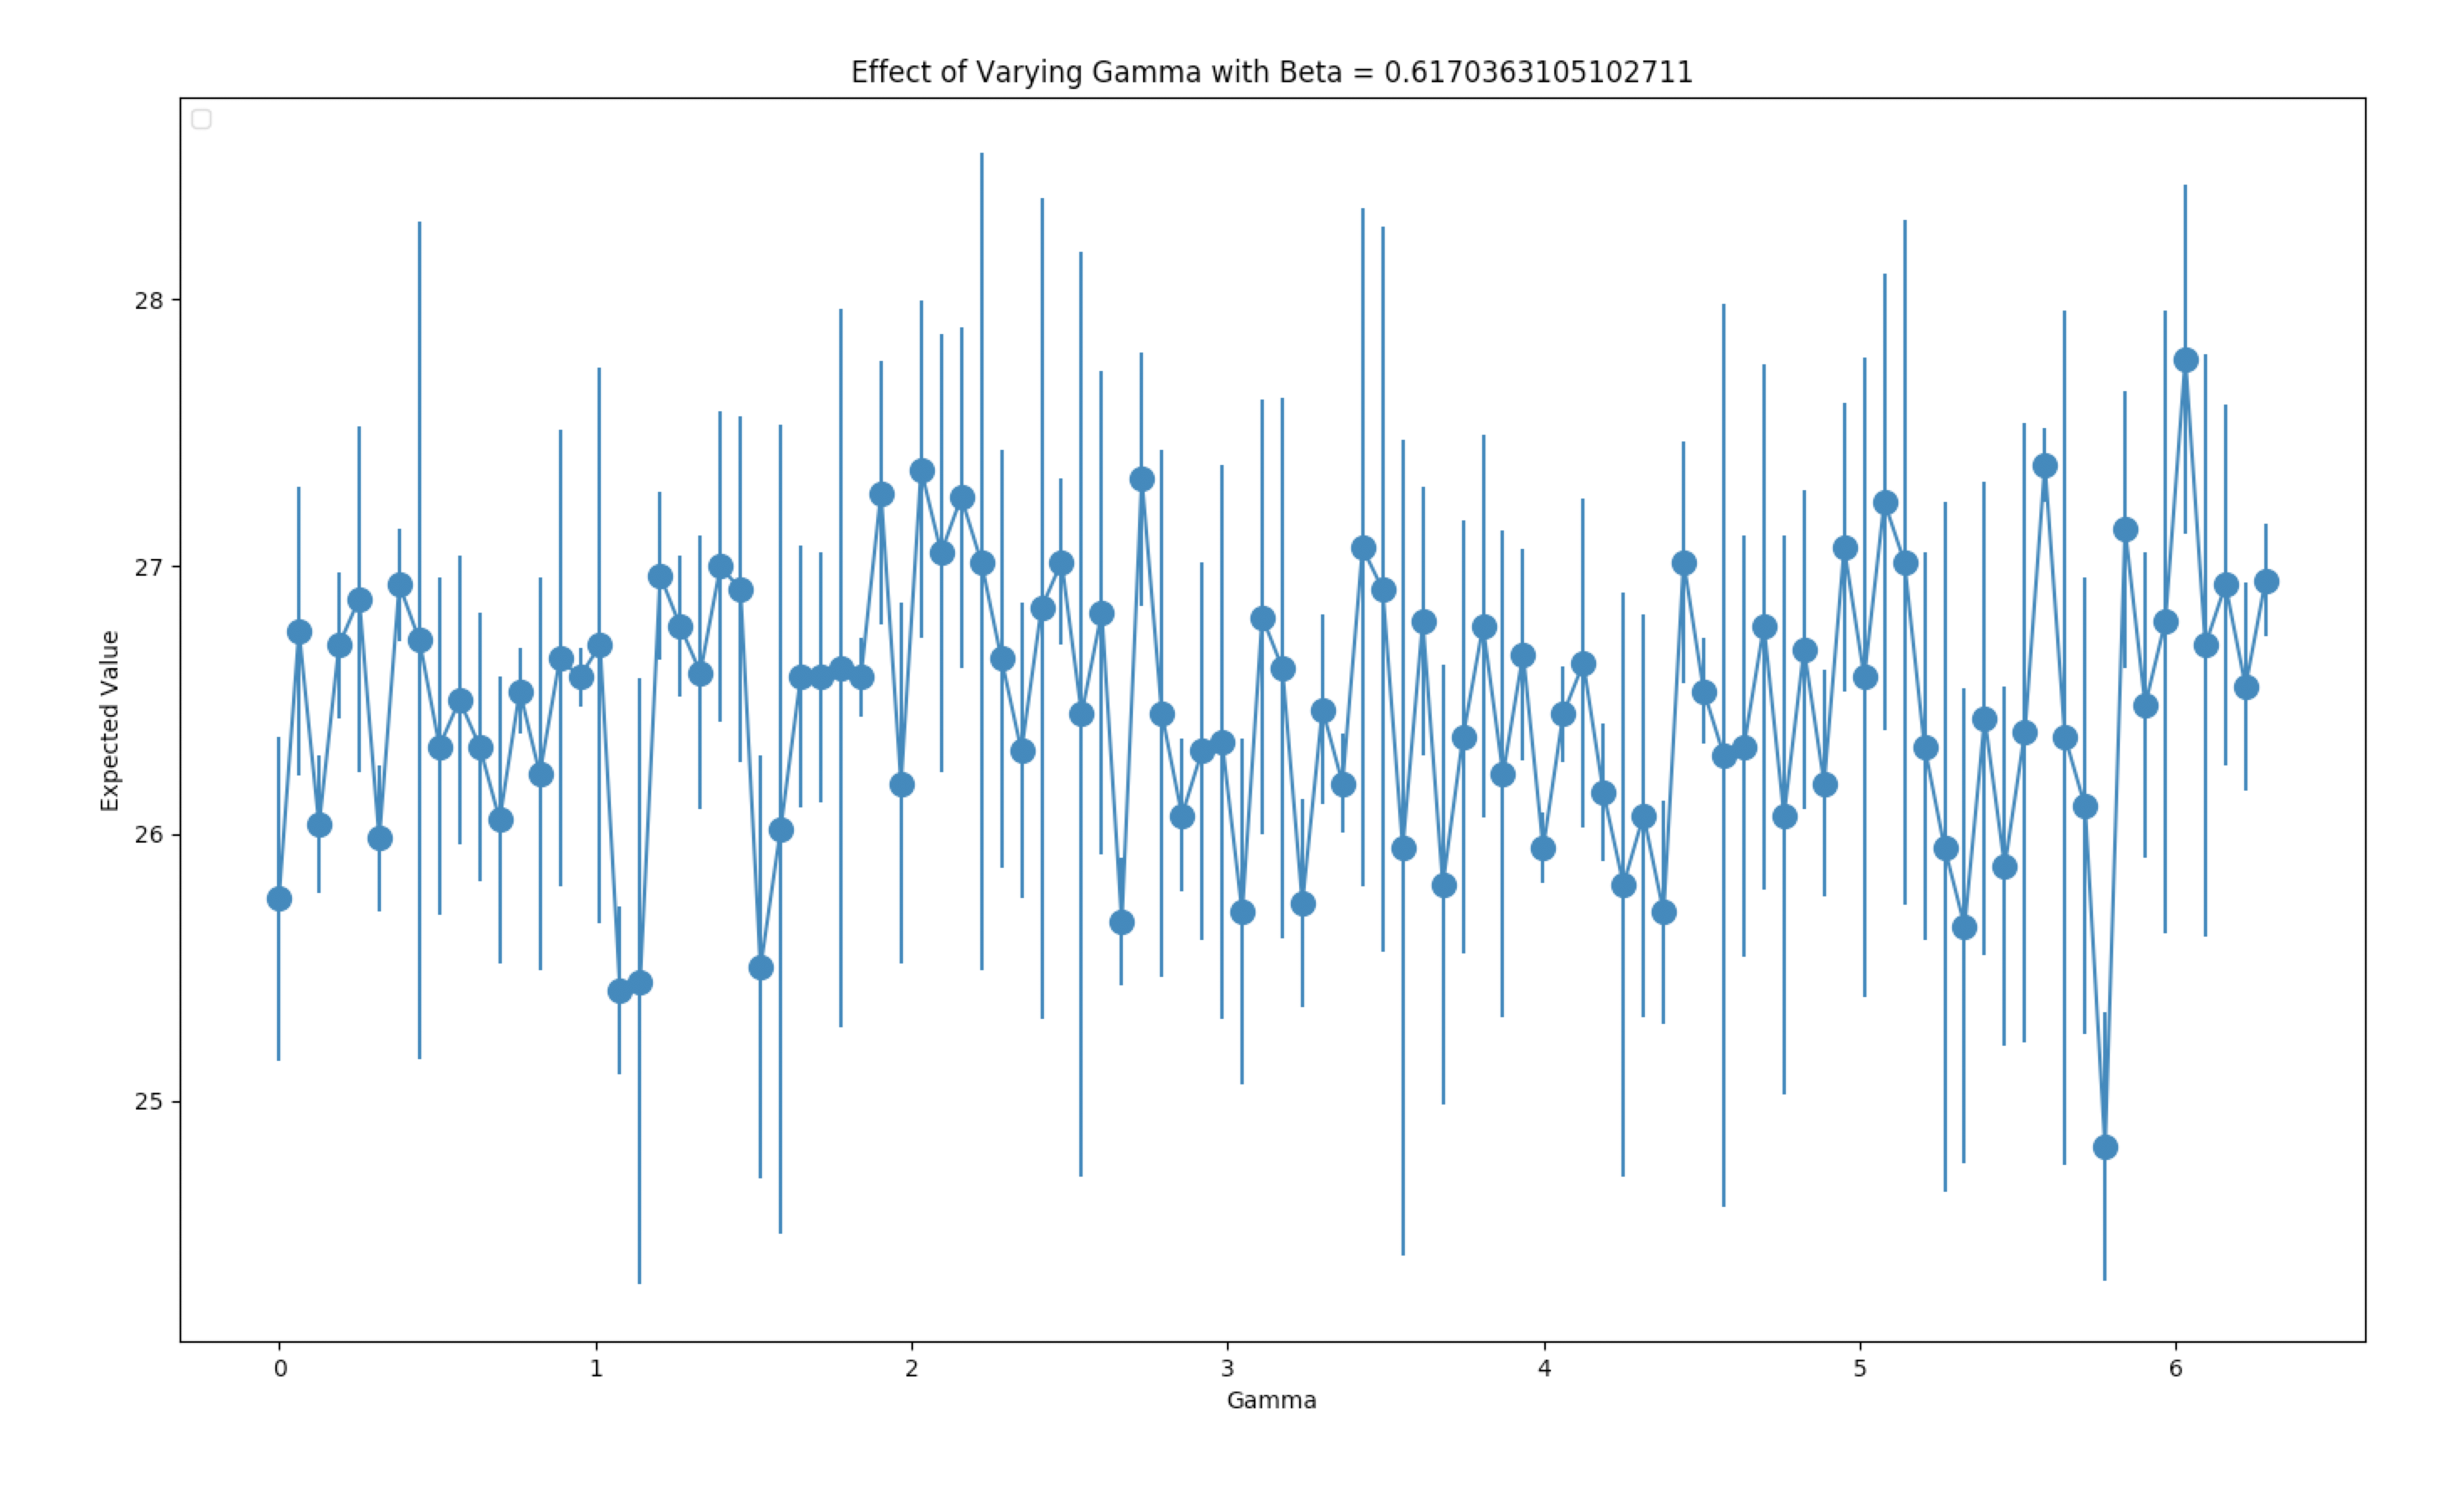 Effect of Varying Gamma with Beta = 0.6170363105102711
Expected Value
28
27
26
25
0 1 2 3 4 5 6
Gamma